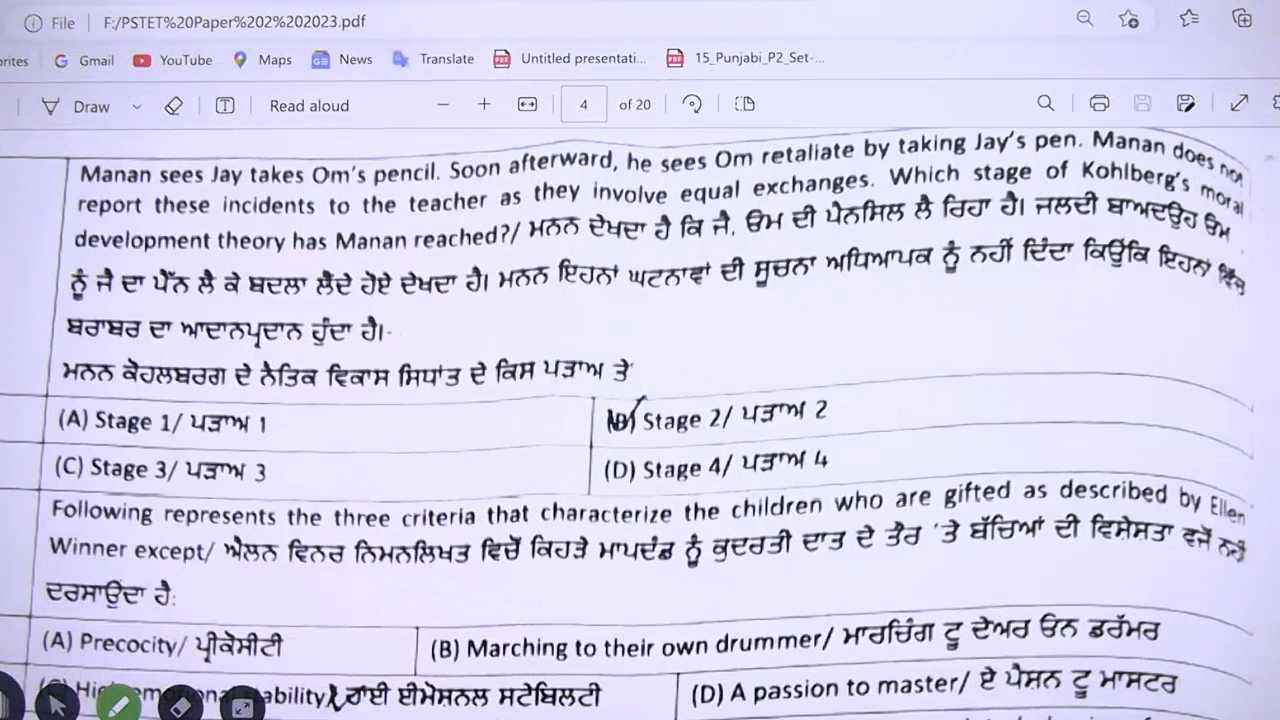 File | F:/PSTET%20Paper%202%202023.pdf
orites Gmail YouTube Maps News Translate Untitled presentati... 15_Punjabi_P2_Set-...
Draw Read aloud 4 of 20
Manan sees Jay takes Om's pencil. Soon afterward, he sees Om retaliate by taking Jay's pen. Manan does not
report these incidents to the teacher as they involve equal exchanges. Which stage of Kohlberg's moral
development theory has Manan reached?/ ਮਨਨ ਦੇਖਦਾ ਹੈ ਕਿ ਜੈ, ਓਮ ਦੀ ਪੈਨਸਿਲ ਲੈ ਰਿਹਾ ਹੈ। ਜਲਦੀ ਬਾਅਦਉਹ ਓਮ
ਨੂੰ ਜੈ ਦਾ ਪੈੱਨ ਲੈ ਕੇ ਬਦਲਾ ਲੈਂਦੇ ਹੋਏ ਦੇਖਦਾ ਹੈ। ਮਨਨ ਇਹਨਾਂ ਘਟਨਾਵਾਂ ਦੀ ਸੂਚਨਾ ਅਧਿਆਪਕ ਨੂੰ ਨਹੀਂ ਦਿੰਦਾ ਕਿਉਂਕਿ ਇਹਨਾਂ ਵਿੱਚ
ਬਰਾਬਰ ਦਾ ਆਦਾਨਪ੍ਰਦਾਨ ਹੁੰਦਾ ਹੈ।-
ਮਨਨ ਕੋਹਲਬਰਗ ਦੇ ਨੈਤਿਕ ਵਿਕਾਸ ਸਿਧਾਂਤ ਦੇ ਕਿਸ ਪੜਾਅ ਤੇ
(A) Stage 1/ ਪੜਾਅ 1 (B) Stage 2/ ਪੜਾਅ 2
(C) Stage 3/ ਪੜਾਅ 3 (D) Stage 4/ ਪੜਾਅ 4
Following represents the three criteria that characterize the children who are gifted as described by Ellen
Winner except/ ਐਲਨ ਵਿਨਰ ਨਿਮਨਲਿਖਤ ਵਿਚੋਂ ਕਿਹੜੇ ਮਾਪਦੰਡ ਨੂੰ ਕੁਦਰਤੀ ਦਾਤ ਦੇ ਤੌਰ 'ਤੇ ਬੱਚਿਆਂ ਦੀ ਵਿਸ਼ੇਸ਼ਤਾ ਵਜੋਂ ਨਹੀਂ
ਦਰਸਾਉਂਦਾ ਹੈ:
(A) Precocity/ ਪ੍ਰੀਕੋਸੀਟੀ (B) Marching to their own drummer/ ਮਾਰਚਿੰਗ ਟੂ ਦੇਅਰ ਓਨ ਡਰੱਮਰ
emotional stability/ ਹਾਈ ਈਮੋਸ਼ਨਲ ਸਟੇਬਿਲਟੀ (D) A passion to master/ ਏ ਪੈਸ਼ਨ ਟੂ ਮਾਸਟਰ